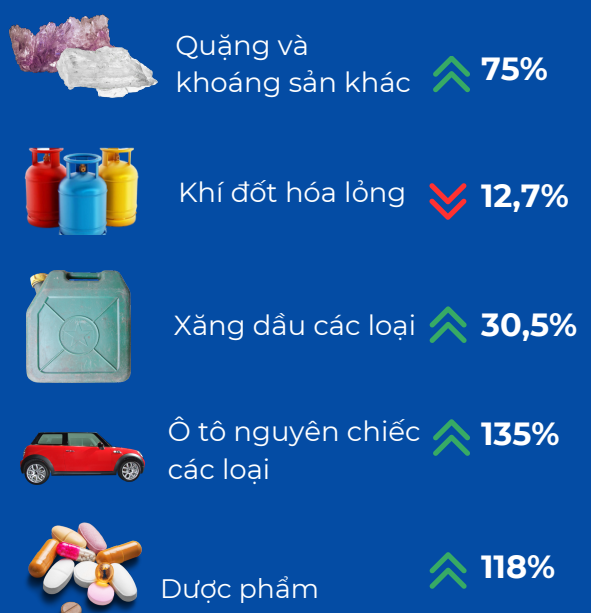 Quặng và
khoáng sản khác
75%
Khí đốt hóa lỏng
12,7%
Xăng dầu các loại
30,5%
Ô tô nguyên chiếc
các loại
135%
Dược phẩm
118%